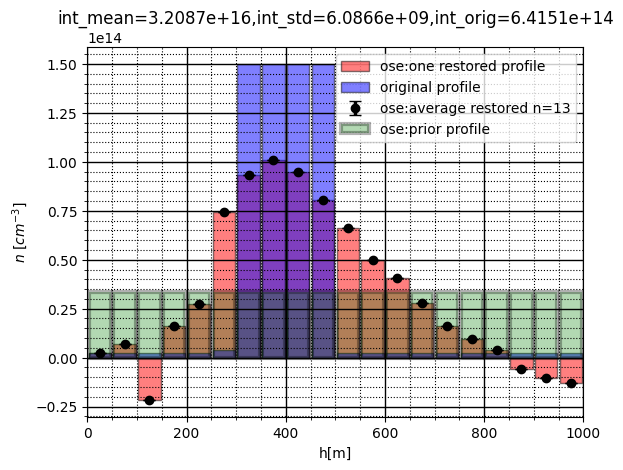 int_mean=3.2087e+16,int_std=6.0866e+09,int_orig=6.4151e+14
1e14
ose:one restored profile
original profile
ose:average restored n=13
ose:prior profile
1.50
1.25
1.00
0.75
0.50
0.25
0.00
−0.25
n [cm⁻³]
0 200 400 600 800 1000
h[m]